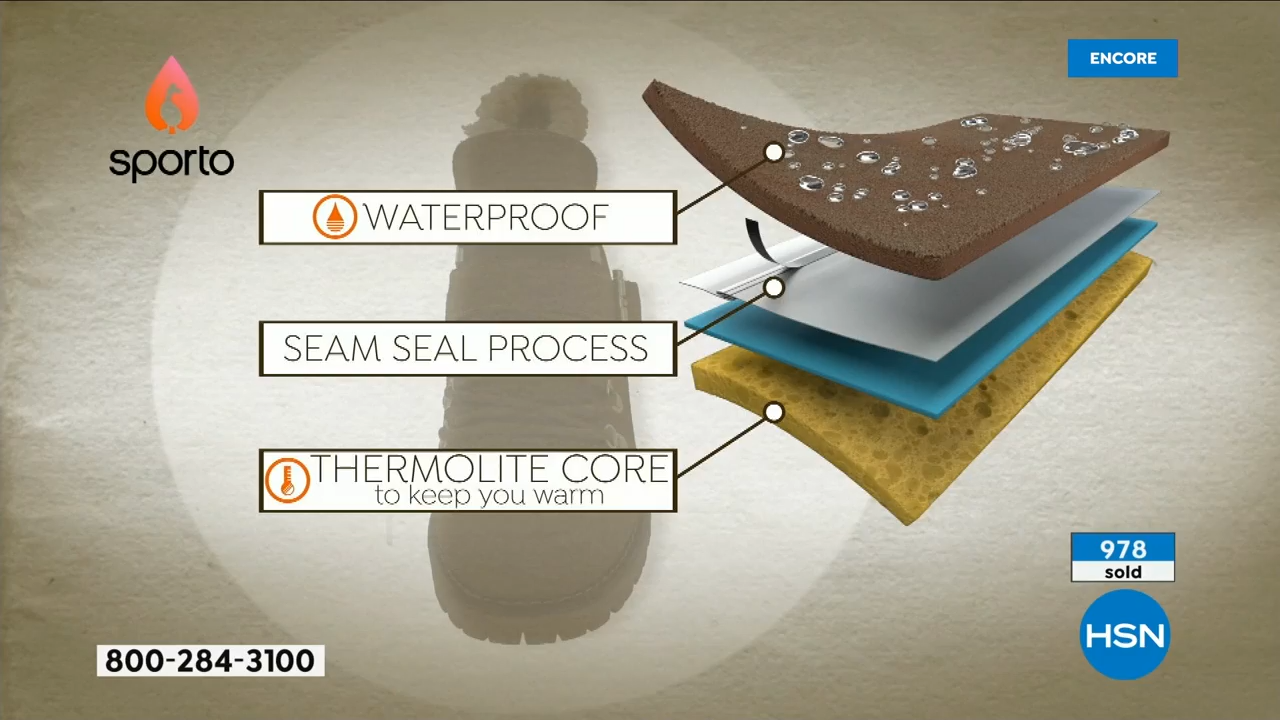 ENCORE
sporto
WATERPROOF
SEAM SEAL PROCESS
THERMOLITE CORE
to keep you warm
978
sold
HSN
800-284-3100